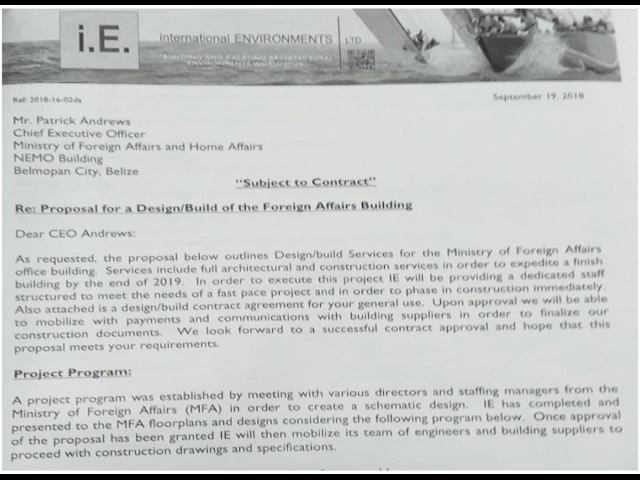 i.E.
international ENVIRONMENTS LTD
"BUILDING AND CREATING ARCHITECTURAL
ENVIRONMENTS WORLDWIDE"
Ref: 2018-16-02ds
September 19, 2018
Mr. Patrick Andrews
Chief Executive Officer
Ministry of Foreign Affairs and Home Affairs
NEMO Building
Belmopan City, Belize
"Subject to Contract"
Re: Proposal for a Design/Build of the Foreign Affairs Building
Dear CEO Andrews:
As requested, the proposal below outlines Design/build Services for the Ministry of Foreign Affairs
office building. Services include full architectural and construction services in order to expedite a finish
building by the end of 2019. In order to execute this project IE will be providing a dedicated staff
structured to meet the needs of a fast pace project and in order to phase in construction immediately.
Also attached is a design/build contract agreement for your general use. Upon approval we will be able
to mobilize with payments and communications with building suppliers in order to finalize our
construction documents. We look forward to a successful contract approval and hope that this
proposal meets your requirements.
Project Program:
A project program was established by meeting with various directors and staffing managers from the
Ministry of Foreign Affairs (MFA) in order to create a schematic design. IE has completed and
presented to the MFA floorplans and designs considering the following program below. Once approval
of the proposal has been granted IE will then mobilize its team of engineers and building suppliers to
proceed with construction drawings and specifications.